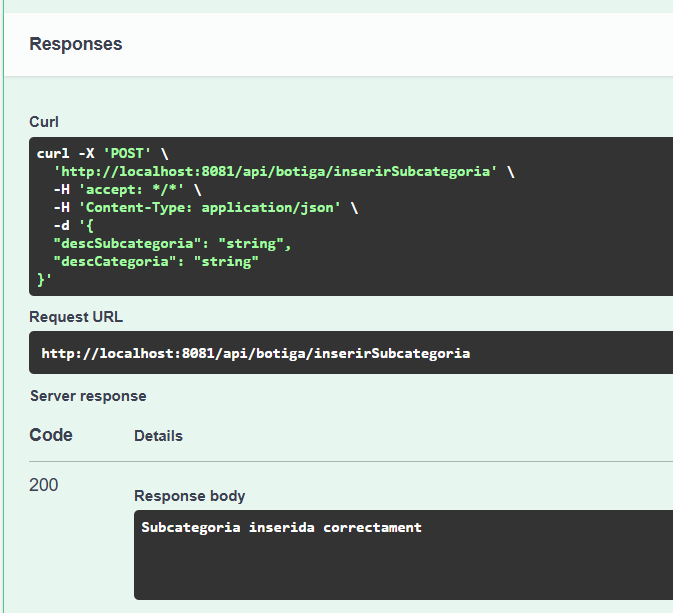 Responses
Curl
curl -X 'POST' \
  'http://localhost:8081/api/botiga/inserirSubcategoria' \
  -H 'accept: */*' \
  -H 'Content-Type: application/json' \
  -d '{
  "descSubcategoria": "string",
  "descCategoria": "string"
}'
Request URL
http://localhost:8081/api/botiga/inserirSubcategoria
Server response
Code Details
200
Response body
Subcategoria inserida correctament